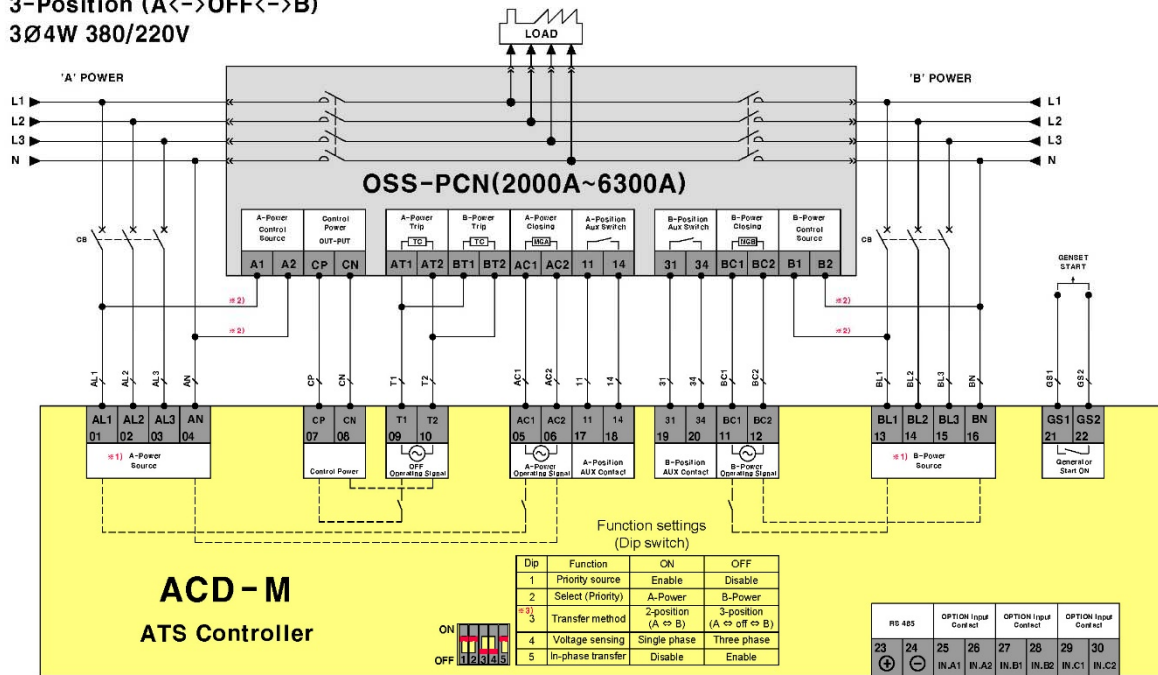 3-Position (A<->OFF<->B)
3Ø4W 380/220V
LOAD
'A' POWER
'B' POWER
L1
L2
L3
N
L1
L2
L3
N
OSS-PCN(2000A~6300A)
A-Power Control Source
Control Power OUT-PUT
A-Power Trip
B-Power Trip
A-Power Closing
A-Position Aux Switch
B-Position Aux Switch
B-Power Closing
B-Power Control Source
TC
TC
MCA
MCB
A1 A2 CP CN AT1 AT2 BT1 BT2 AC1 AC2 11 14 31 34 BC1 BC2 B1 B2
CB
CB
GENSET START
※2)
※2)
※2)
※2)
AL1 AL2 AL3 AN CP CN T1 T2 AC1 AC2 11 14 31 34 BC1 BC2 BL1 BL2 BL3 BN GS1 GS2
AL1 AL2 AL3 AN CP CN T1 T2 AC1 AC2 11 14 31 34 BC1 BC2 BL1 BL2 BL3 BN GS1 GS2
01 02 03 04 07 08 09 10 05 06 17 18 19 20 11 12 13 14 15 16 21 22
※1) A-Power Source
Control Power
OFF Operating Signal
A-Power Operating Signal
A-Position AUX Contact
B-Position AUX Contact
B-Power Operating Signal
※1) B-Power Source
Generator Start ON
Function settings
(Dip switch)
Dip Function ON OFF
1 Priority source Enable Disable
2 Select (Priority) A-Power B-Power
※3) 3 Transfer method 2-position (A ⇔ B) 3-position (A ⇔ off ⇔ B)
4 Voltage sensing Single phase Three phase
5 In-phase transfer Disable Enable
ACD-M
ATS Controller
ON
OFF 1 2 3 4 5
RS 485
OPTION Input Contact
OPTION Input Contact
OPTION Input Contact
23 24 25 26 27 28 29 30
⊕ ⊖ IN.A1 IN.A2 IN.B1 IN.B2 IN.C1 IN.C2